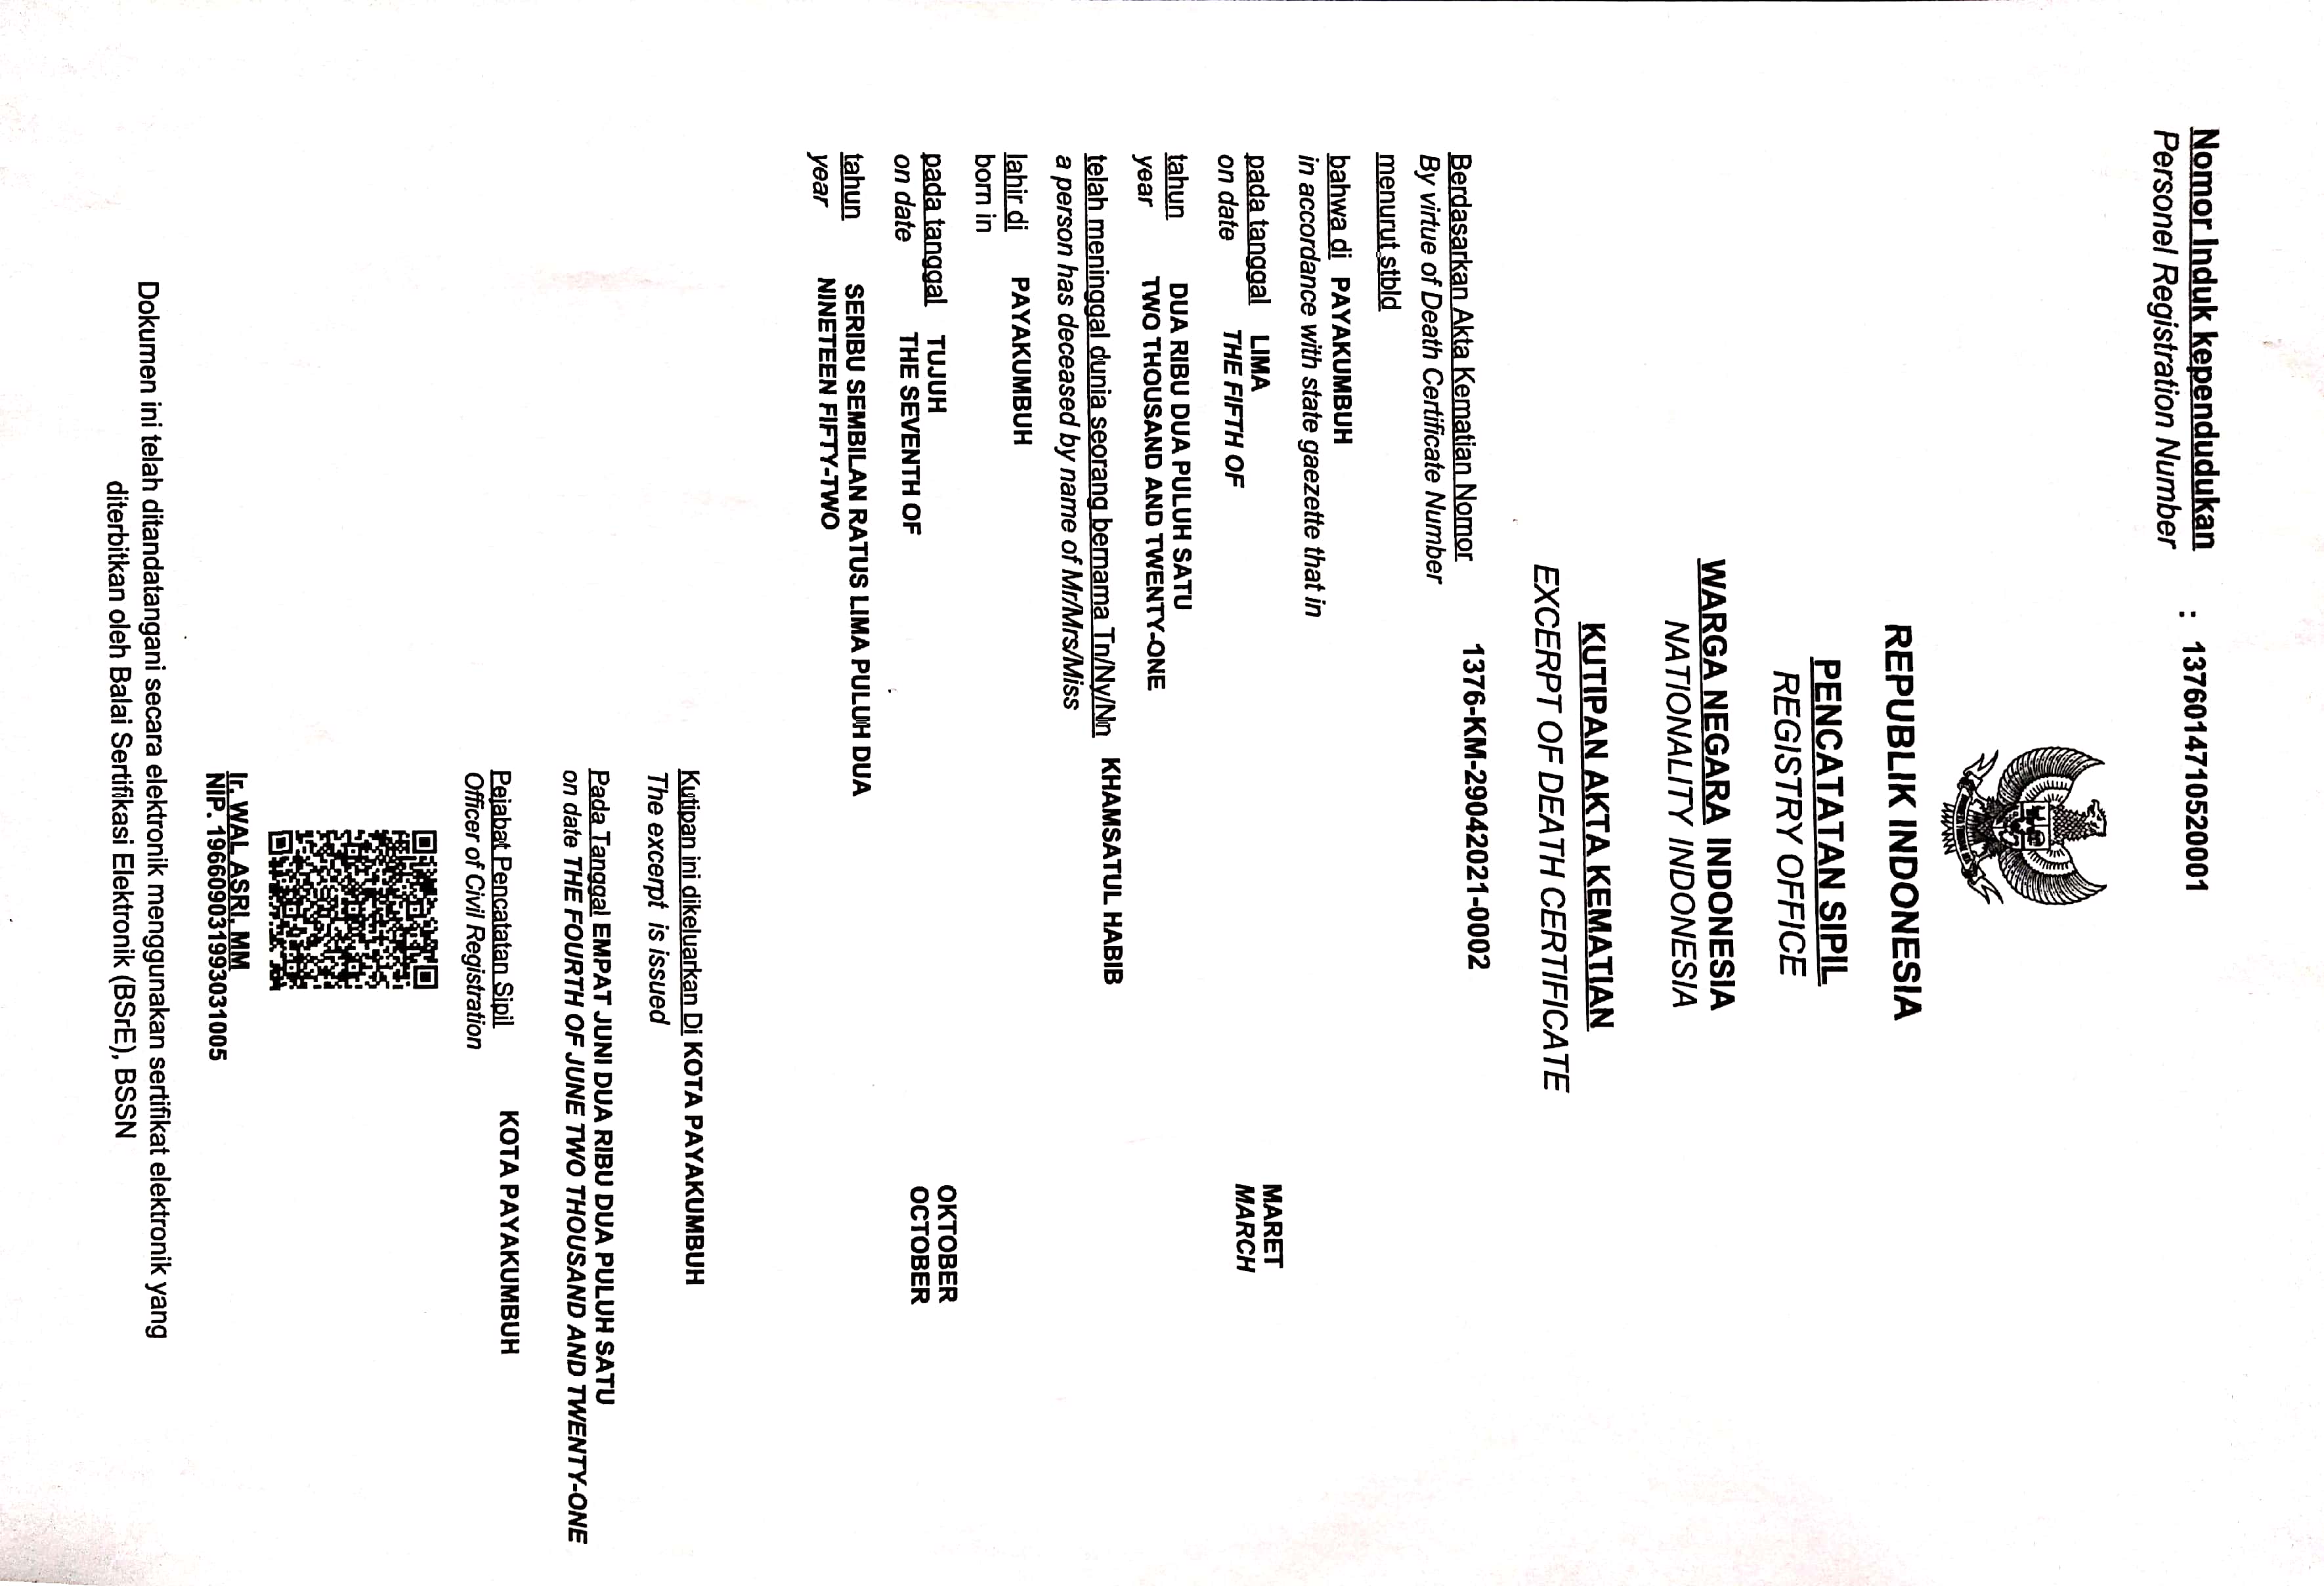 Nomor Induk kependudukan : 1376014710520001
Personel Registration Number
REPUBLIK INDONESIA
PENCATATAN SIPIL
REGISTRY OFFICE
WARGA NEGARA INDONESIA
NATIONALITY INDONESIA
KUTIPAN AKTA KEMATIAN
EXCERPT OF DEATH CERTIFICATE
Berdasarkan Akta Kematian Nomor 1376-KM-29042021-0002
By virtue of Death Certificate Number
menurut stbld
bahwa di PAYAKUMBUH
in accordance with state gaezette that in
pada tanggal LIMA MARET
on date THE FIFTH OF MARCH
tahun DUA RIBU DUA PULUH SATU
year TWO THOUSAND AND TWENTY-ONE
telah meninggal dunia seorang bernama Tn/Ny/Nn KHAMSATUL HABIB
a person has deceased by name of Mr/Mrs/Miss
lahir di PAYAKUMBUH
born in
pada tanggal TUJUH OKTOBER
on date THE SEVENTH OF OCTOBER
tahun SERIBU SEMBILAN RATUS LIMA PULUH DUA
year NINETEEN FIFTY-TWO
Kutipan ini dikeluarkan Di KOTA PAYAKUMBUH
The excerpt is issued
Pada Tanggal EMPAT JUNI DUA RIBU DUA PULUH SATU
on date THE FOURTH OF JUNE TWO THOUSAND AND TWENTY-ONE
Pejabat Pencatatan Sipil KOTA PAYAKUMBUH
Officer of Civil Registration
Ir. WAL ASRI, MM
NIP. 196609031993031005
Dokumen ini telah ditandatangani secara elektronik menggunakan sertifikat elektronik yang
diterbitkan oleh Balai Sertifikasi Elektronik (BSrE), BSSN